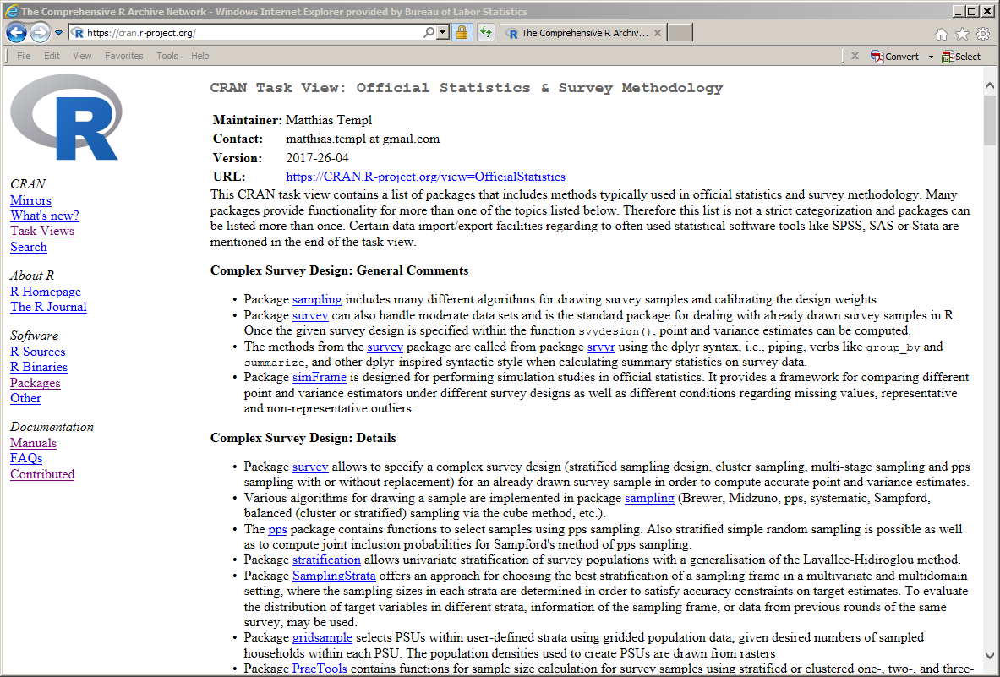 The Comprehensive R Archive Network - Windows Internet Explorer provided by Bureau of Labor Statistics
https://cran.r-project.org/
The Comprehensive R Archiv...
File Edit View Favorites Tools Help
Convert Select
R
CRAN
Mirrors
What's new?
Task Views
Search
About R
R Homepage
The R Journal
Software
R Sources
R Binaries
Packages
Other
Documentation
Manuals
FAQs
Contributed
CRAN Task View: Official Statistics & Survey Methodology
Maintainer: Matthias Templ
Contact: matthias.templ at gmail.com
Version: 2017-26-04
URL: https://CRAN.R-project.org/view=OfficialStatistics
This CRAN task view contains a list of packages that includes methods typically used in official statistics and survey methodology. Many
packages provide functionality for more than one of the topics listed below. Therefore this list is not a strict categorization and packages can
be listed more than once. Certain data import/export facilities regarding to often used statistical software tools like SPSS, SAS or Stata are
mentioned in the end of the task view.
Complex Survey Design: General Comments
• Package sampling includes many different algorithms for drawing survey samples and calibrating the design weights.
• Package survey can also handle moderate data sets and is the standard package for dealing with already drawn survey samples in R.
Once the given survey design is specified within the function svydesign(), point and variance estimates can be computed.
• The methods from the survey package are called from package srvyr using the dplyr syntax, i.e., piping, verbs like group_by and
summarize, and other dplyr-inspired syntactic style when calculating summary statistics on survey data.
• Package simFrame is designed for performing simulation studies in official statistics. It provides a framework for comparing different
point and variance estimators under different survey designs as well as different conditions regarding missing values, representative
and non-representative outliers.
Complex Survey Design: Details
• Package survey allows to specify a complex survey design (stratified sampling design, cluster sampling, multi-stage sampling and pps
sampling with or without replacement) for an already drawn survey sample in order to compute accurate point and variance estimates.
• Various algorithms for drawing a sample are implemented in package sampling (Brewer, Midzuno, pps, systematic, Sampford,
balanced (cluster or stratified) sampling via the cube method, etc.).
• The pps package contains functions to select samples using pps sampling. Also stratified simple random sampling is possible as well
as to compute joint inclusion probabilities for Sampford's method of pps sampling.
• Package stratification allows univariate stratification of survey populations with a generalisation of the Lavallee-Hidiroglou method.
• Package SamplingStrata offers an approach for choosing the best stratification of a sampling frame in a multivariate and multidomain
setting, where the sampling sizes in each strata are determined in order to satisfy accuracy constraints on target estimates. To evaluate
the distribution of target variables in different strata, information of the sampling frame, or data from previous rounds of the same
survey, may be used.
• Package gridsample selects PSUs within user-defined strata using gridded population data, given desired numbers of sampled
households within each PSU. The population densities used to create PSUs are drawn from rasters
• Package PracTools contains functions for sample size calculation for survey samples using stratified or clustered one-, two-, and three-